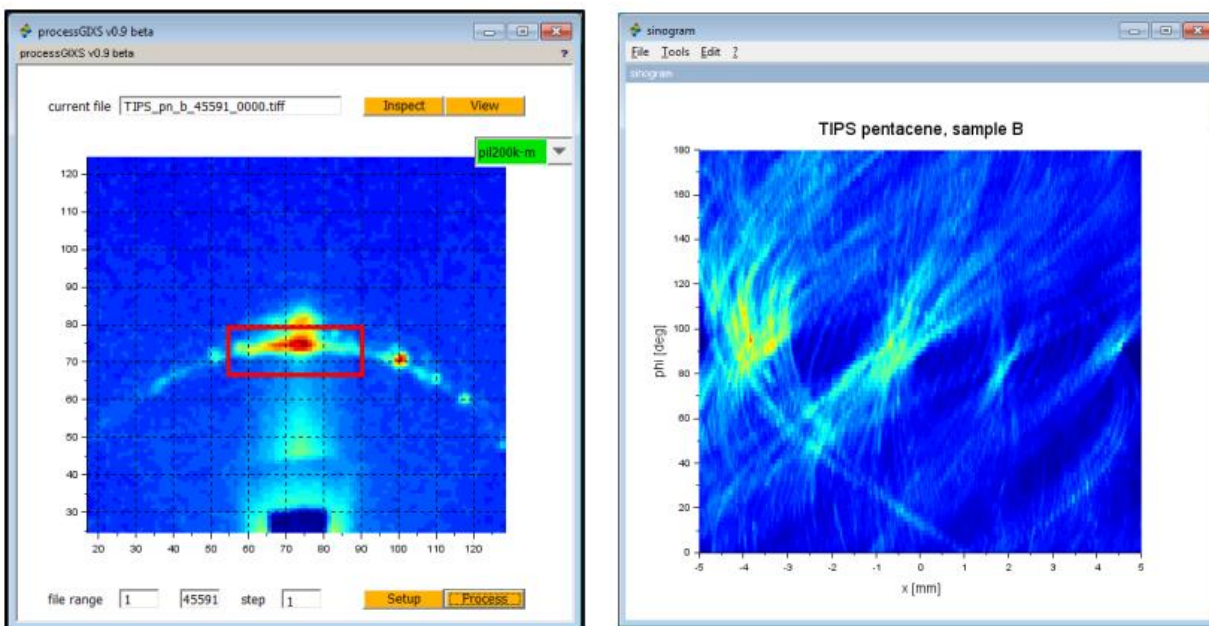 processGIXS v0.9 beta
processGIXS v0.9 beta ?
current file TIPS_pn_b_45591_0000.tiff Inspect View
pil200k-m
120
110
100
90
80
70
60
50
40
30
20 30 40 50 60 70 80 90 100 110 120
file range 1 45591 step 1 Setup Process
sinogram
File Tools Edit ?
sinogram
TIPS pentacene, sample B
180
160
140
120
100
80
60
40
20
0
phi [deg]
-5 -4 -3 -2 -1 0 1 2 3 4 5
x [mm]